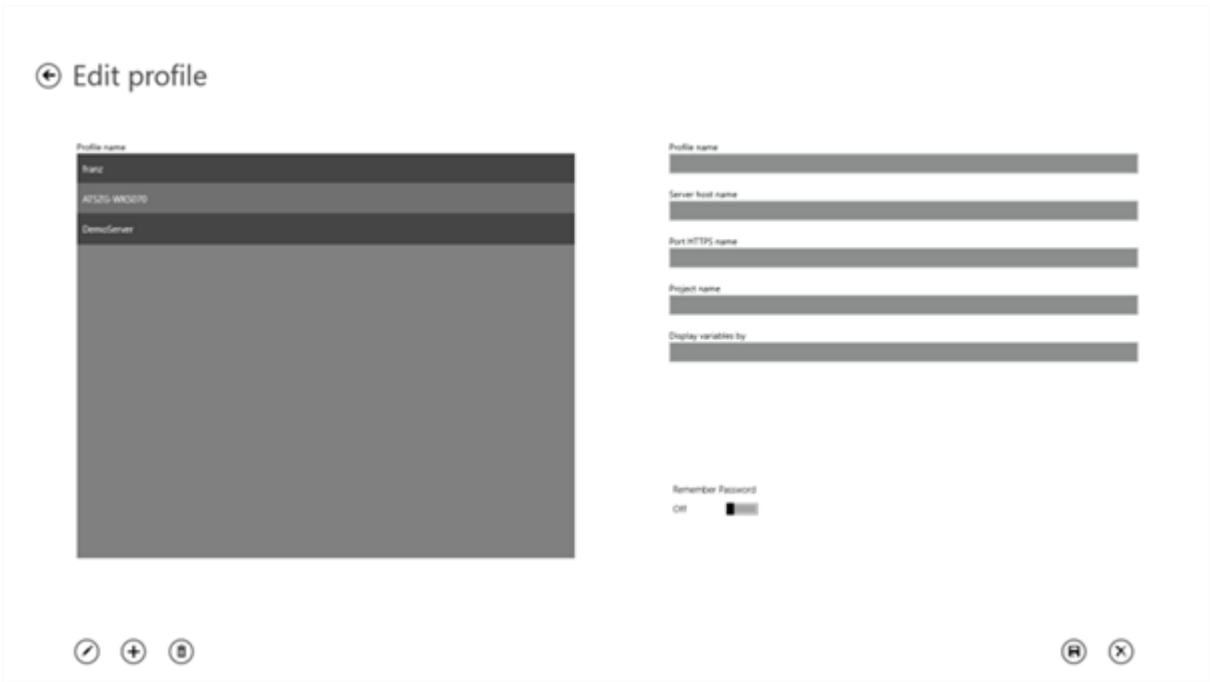 Edit profile
Profile name
franz
ATSZG-WKS070
DemoServer
Profile name
Server host name
Port HTTPS name
Project name
Display variables by
Remember Password
Off